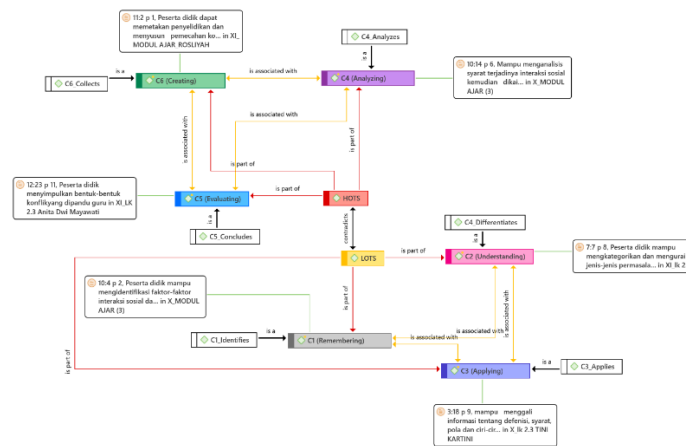 11:2 p 1, Peserta didik dapat
memetakan penyelidikan dan
menyusun pemecahan ko... in XI_
MODUL AJAR ROSLIYAH
C4_Analyzes
is a
C6_Collects
is a
C6 (Creating)
is associated with
C4 (Analyzing)
10:14 p 6, Mampu menganalisis
syarat terjadinya interaksi sosial
kemudian dikai... in X_MODUL
AJAR (3)
is associated with
is associated with
is part of
is part of
12:23 p 11, Peserta didik
menyimpulkan bentuk-bentuk
konflikyang dipandu guru in XI_LK
2.3 Anita Dwi Mayawati
C5 (Evaluating)
is part of
HOTS
is a
C5_Concludes
contradicts
C4_Differentiates
is a
LOTS
is part of
C2 (Understanding)
7:7 p 8, Peserta didik mampu
mengkategorikan dan mengurai
jenis-jenis permasala... in XI_lk 2
10:4 p 2, Peserta didik mampu
mengidentifikasi faktor-faktor
interaksi sosial da... in X_MODUL
AJAR (3)
is part of
is associated with
C1_Identifies
is a
C1 (Remembering)
is associated with
is associated with
is part of
C3 (Applying)
is a
C3_Applies
3:18 p 9, mampu menggali
informasi tentang defenisi, syarat,
pola dan ciri-cir... in X_lk 2.3 TINI
KARTINI